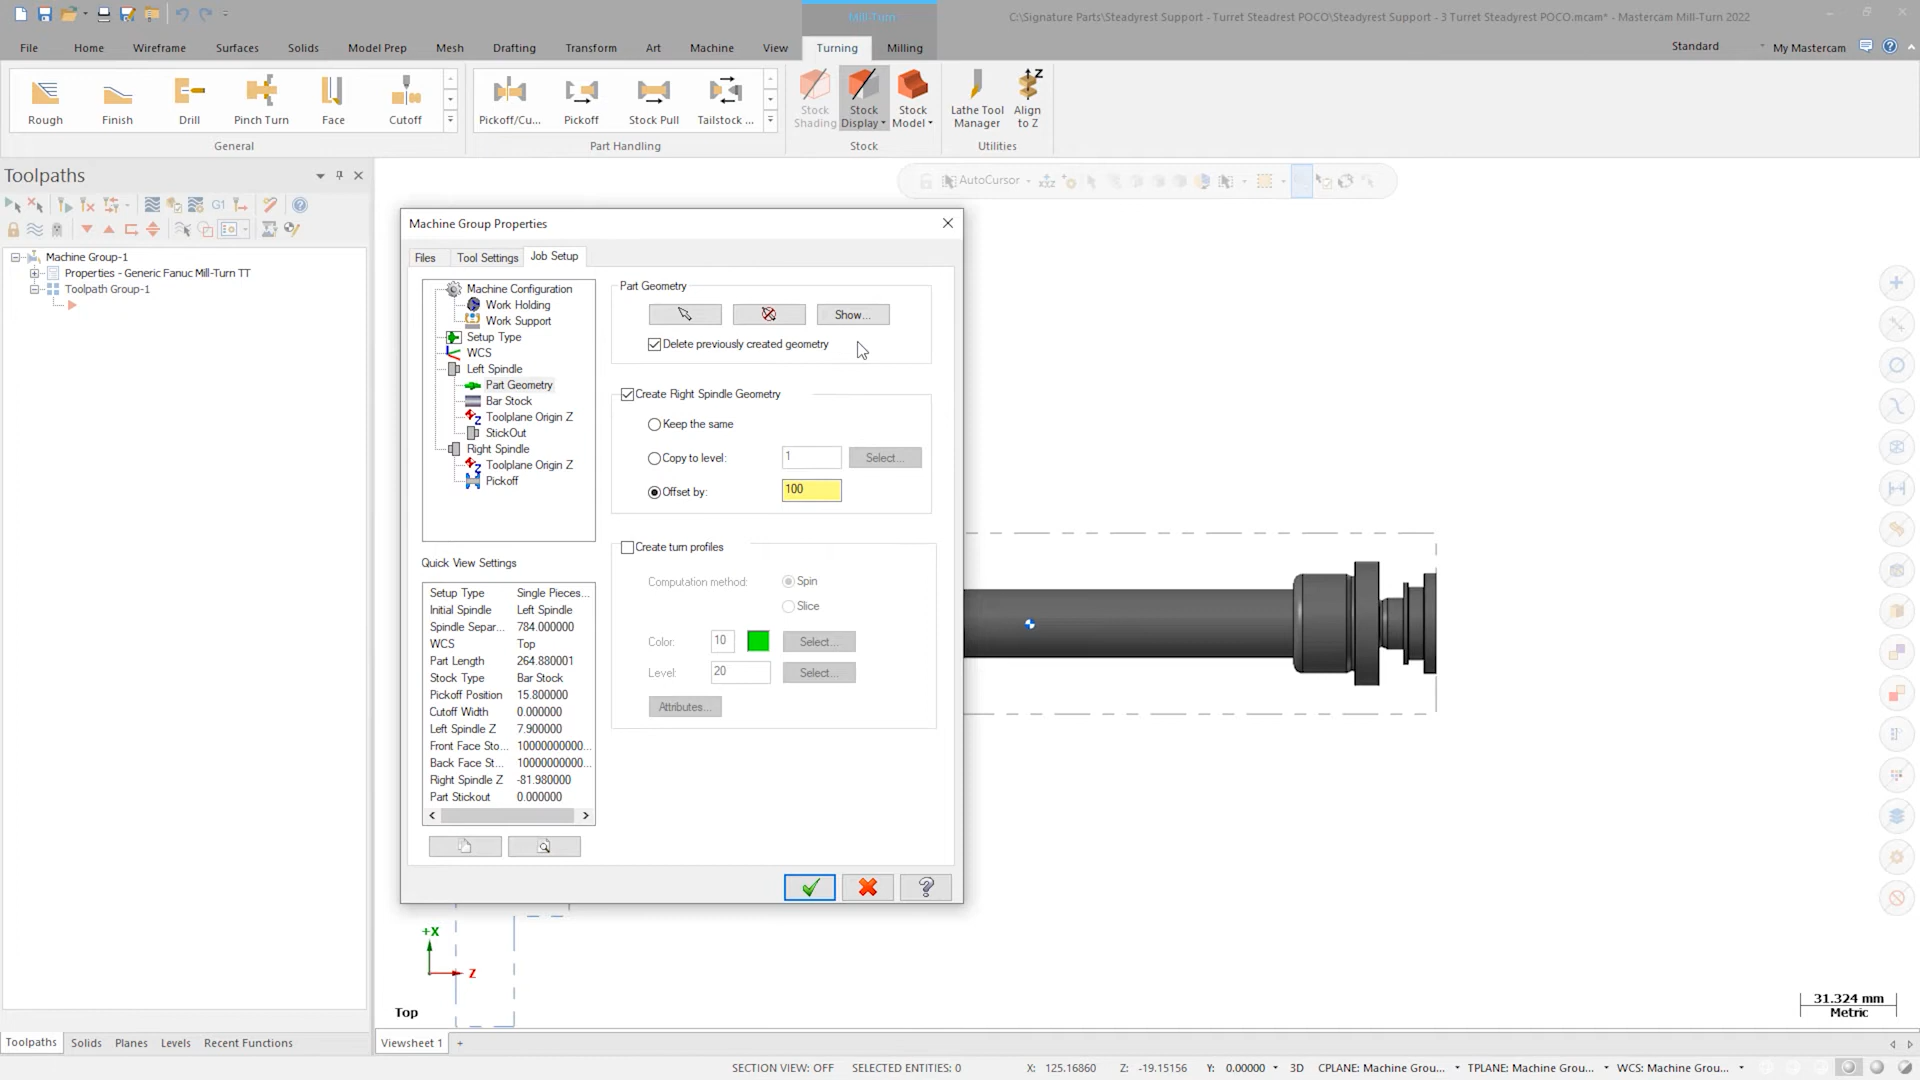 Mill-Turn
C:\Signature Parts\Steadyrest Support - Turret Steadrest POCO\Steadyrest Support - 3 Turret Steadyrest POCO.mcam* - Mastercam Mill-Turn 2022
File Home Wireframe Surfaces Solids Model Prep Mesh Drafting Transform Art Machine View Turning Milling
Standard My Mastercam
Rough Finish Drill Pinch Turn Face Cutoff
Pickoff/Cu... Pickoff Stock Pull Tailstock ...
Stock Shading
Stock Display
Stock Model
Lathe Tool Manager
Align to Z
General Part Handling Stock Utilities
Toolpaths
AutoCursor
G1
Machine Group-1
Properties - Generic Fanuc Mill-Turn TT
Toolpath Group-1
Machine Group Properties
Files Tool Settings Job Setup
Machine Configuration
Work Holding
Work Support
Setup Type
WCS
Left Spindle
Part Geometry
Bar Stock
Toolplane Origin Z
StickOut
Right Spindle
Toolplane Origin Z
Pickoff
Quick View Settings
Setup Type Single Pieces...
Initial Spindle Left Spindle
Spindle Separ... 784.000000
WCS Top
Part Length 264.880001
Stock Type Bar Stock
Pickoff Position 15.800000
Cutoff Width 0.000000
Left Spindle Z 7.900000
Front Face Sto... 10000000000...
Back Face St... 10000000000...
Right Spindle Z -81.980000
Part Stickout 0.000000
Part Geometry
Show...
Delete previously created geometry
Create Right Spindle Geometry
Keep the same
Copy to level: 1 Select...
Offset by: 100
Create turn profiles
Computation method: Spin
Slice
Color: 10 Select...
Level: 20 Select...
Attributes...
+X
Z
Top
31.324 mm
Metric
Toolpaths Solids Planes Levels Recent Functions
Viewsheet 1 +
SECTION VIEW: OFF SELECTED ENTITIES: 0 X: 125.16860 Z: -19.15156 Y: 0.00000 3D CPLANE: Machine Grou... TPLANE: Machine Grou... WCS: Machine Grou...